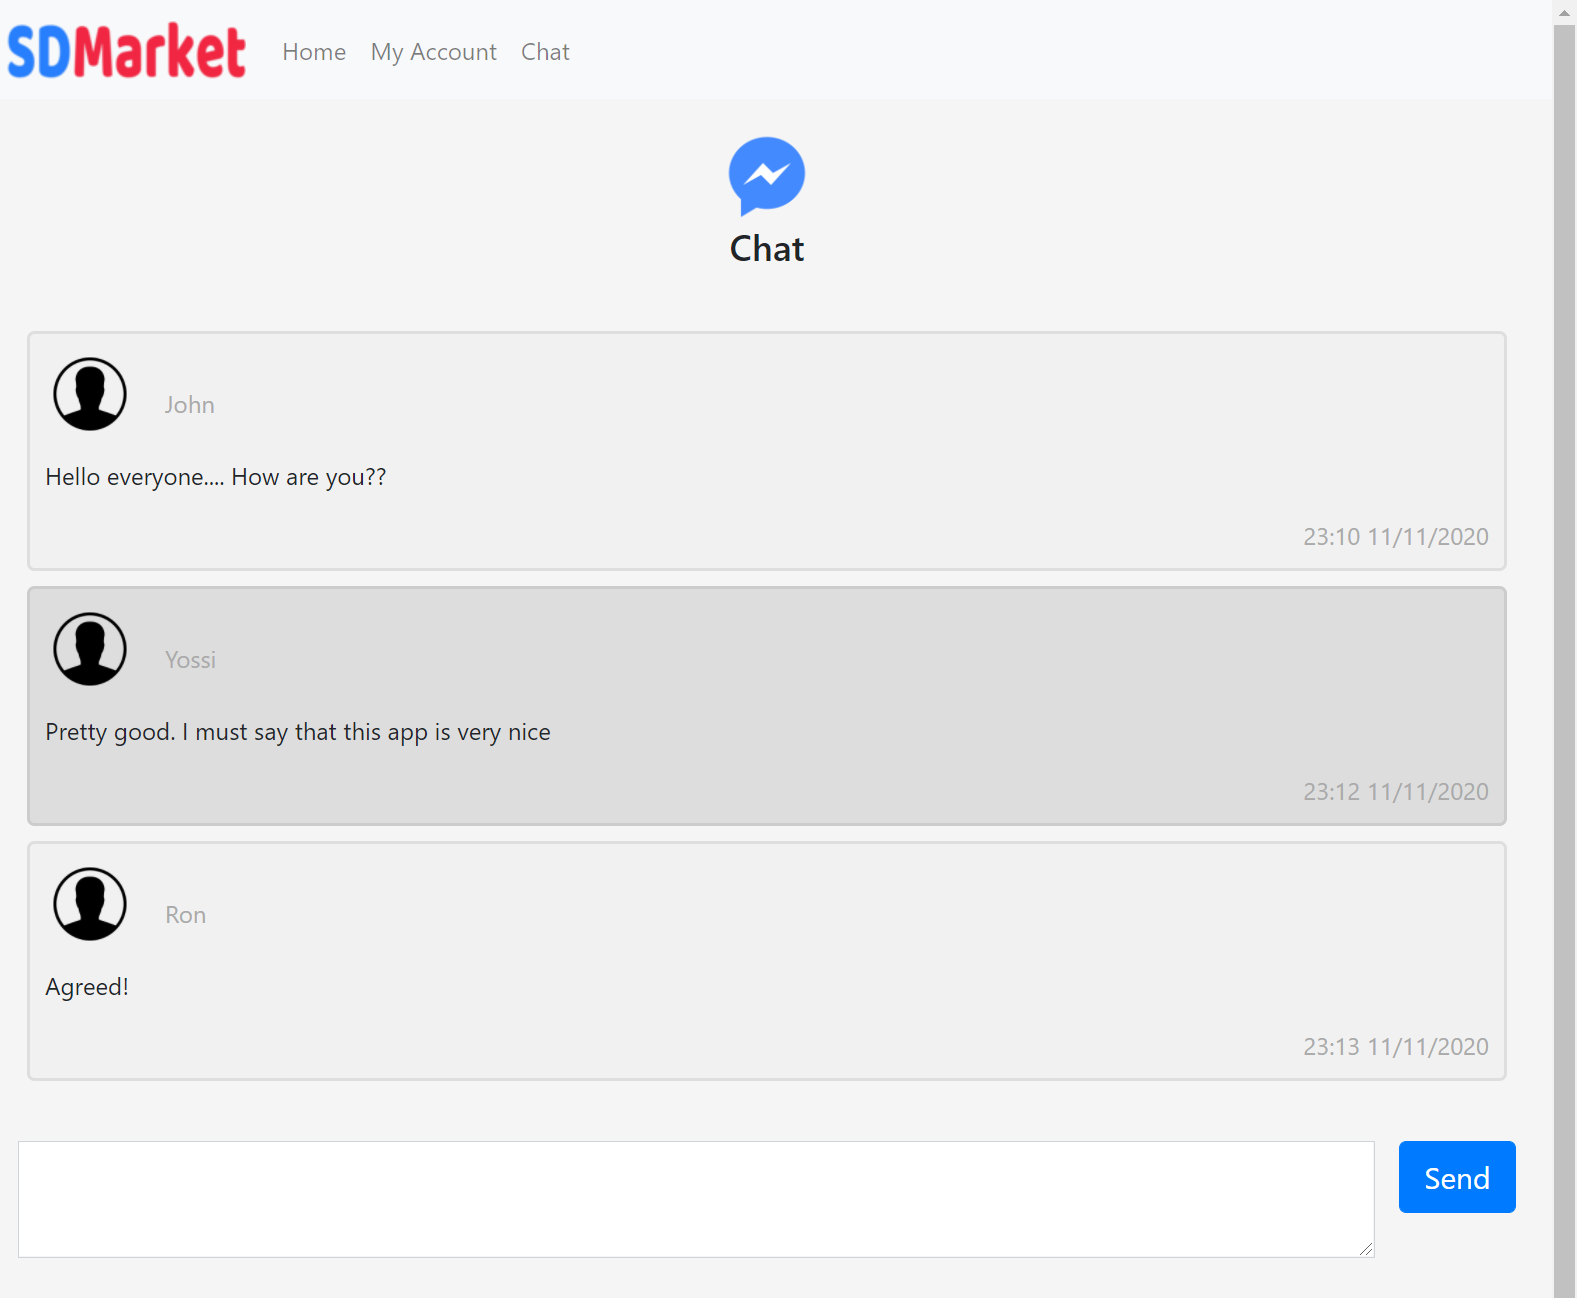 SDMarket Home My Account Chat
Chat
John
Hello everyone.... How are you??
23:10 11/11/2020
Yossi
Pretty good. I must say that this app is very nice
23:12 11/11/2020
Ron
Agreed!
23:13 11/11/2020
Send